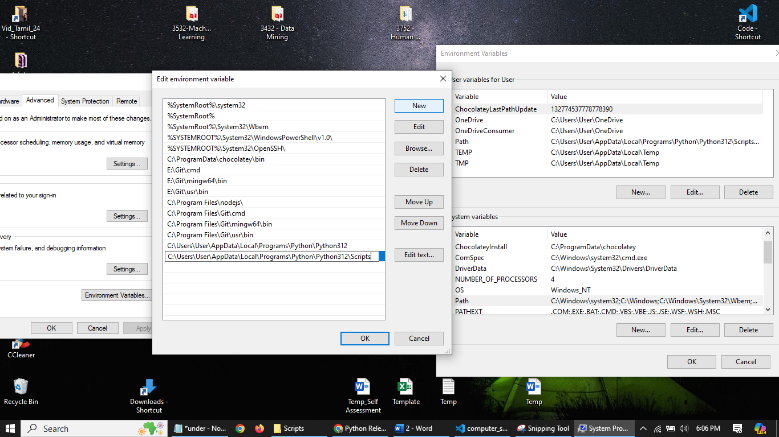 Vid_Tamil_24
- Shortcut
3532-Mach...
Learning
3432 - Data
Mining
Human ...
Code -
Shortcut
Environment Variables
User variables for User
Variable Value
ChocolateyLastPathUpdate 132774537778778390
OneDrive C:\Users\User\OneDrive
OneDriveConsumer C:\Users\User\OneDrive
Path C:\Users\User\AppData\Local\Programs\Python\Python312\Scripts...
TEMP C:\Users\User\AppData\Local\Temp
TMP C:\Users\User\AppData\Local\Temp
New... Edit... Delete
System variables
Variable Value
ChocolateyInstall C:\ProgramData\chocolatey
ComSpec C:\Windows\system32\cmd.exe
DriverData C:\Windows\System32\Drivers\DriverData
NUMBER_OF_PROCESSORS 4
OS Windows_NT
Path C:\Windows\system32;C:\Windows;C:\Windows\System32\Wbem;...
PATHEXT .COM;.EXE;.BAT;.CMD;.VBS;.VBE;.JS;.JSE;.WSF;.WSH;.MSC
New... Edit... Delete
OK Cancel
Edit environment variable
%SystemRoot%\system32
%SystemRoot%
%SystemRoot%\System32\Wbem
%SYSTEMROOT%\System32\WindowsPowerShell\v1.0\
%SYSTEMROOT%\System32\OpenSSH\
C:\ProgramData\chocolatey\bin
E:\Git\cmd
E:\Git\mingw64\bin
E:\Git\usr\bin
C:\Program Files\nodejs\
C:\Program Files\Git\cmd
C:\Program Files\Git\mingw64\bin
C:\Program Files\Git\usr\bin
C:\Users\User\AppData\Local\Programs\Python\Python312
C:\Users\User\AppData\Local\Programs\Python\Python312\Scripts
New
Edit
Browse...
Delete
Move Up
Move Down
Edit text...
OK Cancel
Advanced System Protection Remote
on as an Administrator to make most of these changes.
scheduling, memory usage, and virtual memory
Settings...
related to your sign-in
Settings...
failure, and debugging information
Settings...
Environment Variables...
OK Cancel Apply
CCleaner
Recycle Bin
Downloads -
Shortcut
Temp_Self
Assessment
Template
Temp
Temp
Search
*under - No...
Scripts
Python Rele...
2 - Word
computer_s...
Snipping Tool
System Pro...
6:06 PM